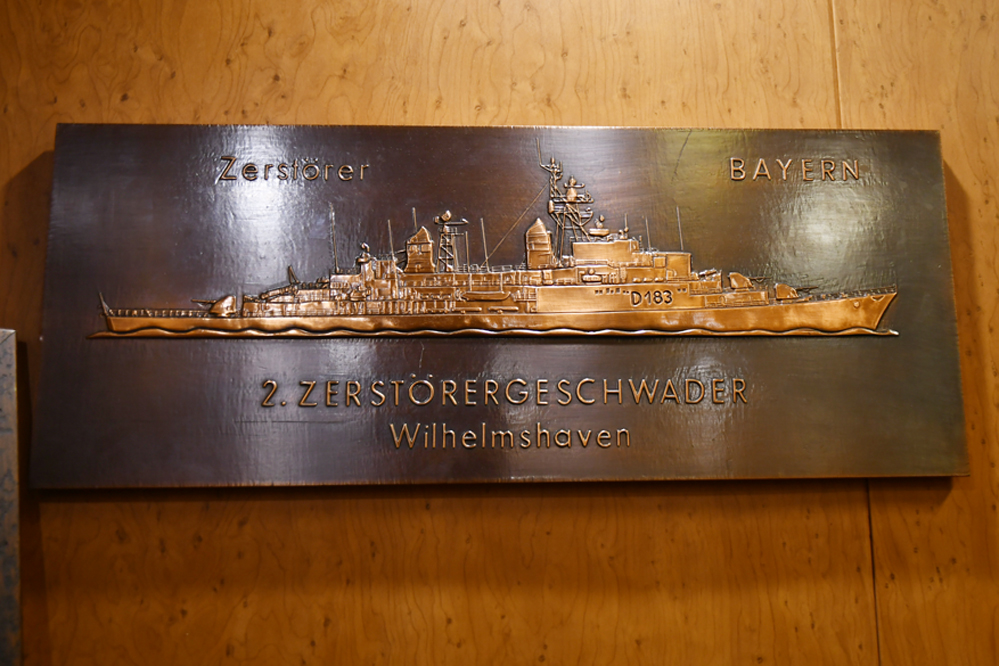 Zerstörer BAYERN
D183
2. ZERSTÖRERGESCHWADER
Wilhelmshaven